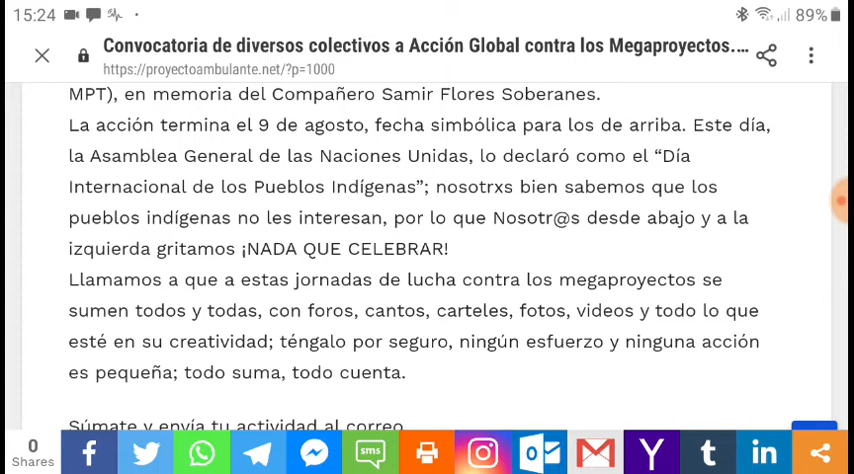 15:24
89%
Convocatoria de diversos colectivos a Acción Global contra los Megaproyectos....
https://proyectoambulante.net/?p=1000
MPT), en memoria del Compañero Samir Flores Soberanes.
La acción termina el 9 de agosto, fecha simbólica para los de arriba. Este día,
la Asamblea General de las Naciones Unidas, lo declaró como el “Día
Internacional de los Pueblos Indígenas”; nosotrxs bien sabemos que los
pueblos indígenas no les interesan, por lo que Nosotr@s desde abajo y a la
izquierda gritamos ¡NADA QUE CELEBRAR!
Llamamos a que a estas jornadas de lucha contra los megaproyectos se
sumen todos y todas, con foros, cantos, carteles, fotos, videos y todo lo que
esté en su creatividad; téngalo por seguro, ningún esfuerzo y ninguna acción
es pequeña; todo suma, todo cuenta.
Súmate y envía tu actividad al correo
0
Shares
sms